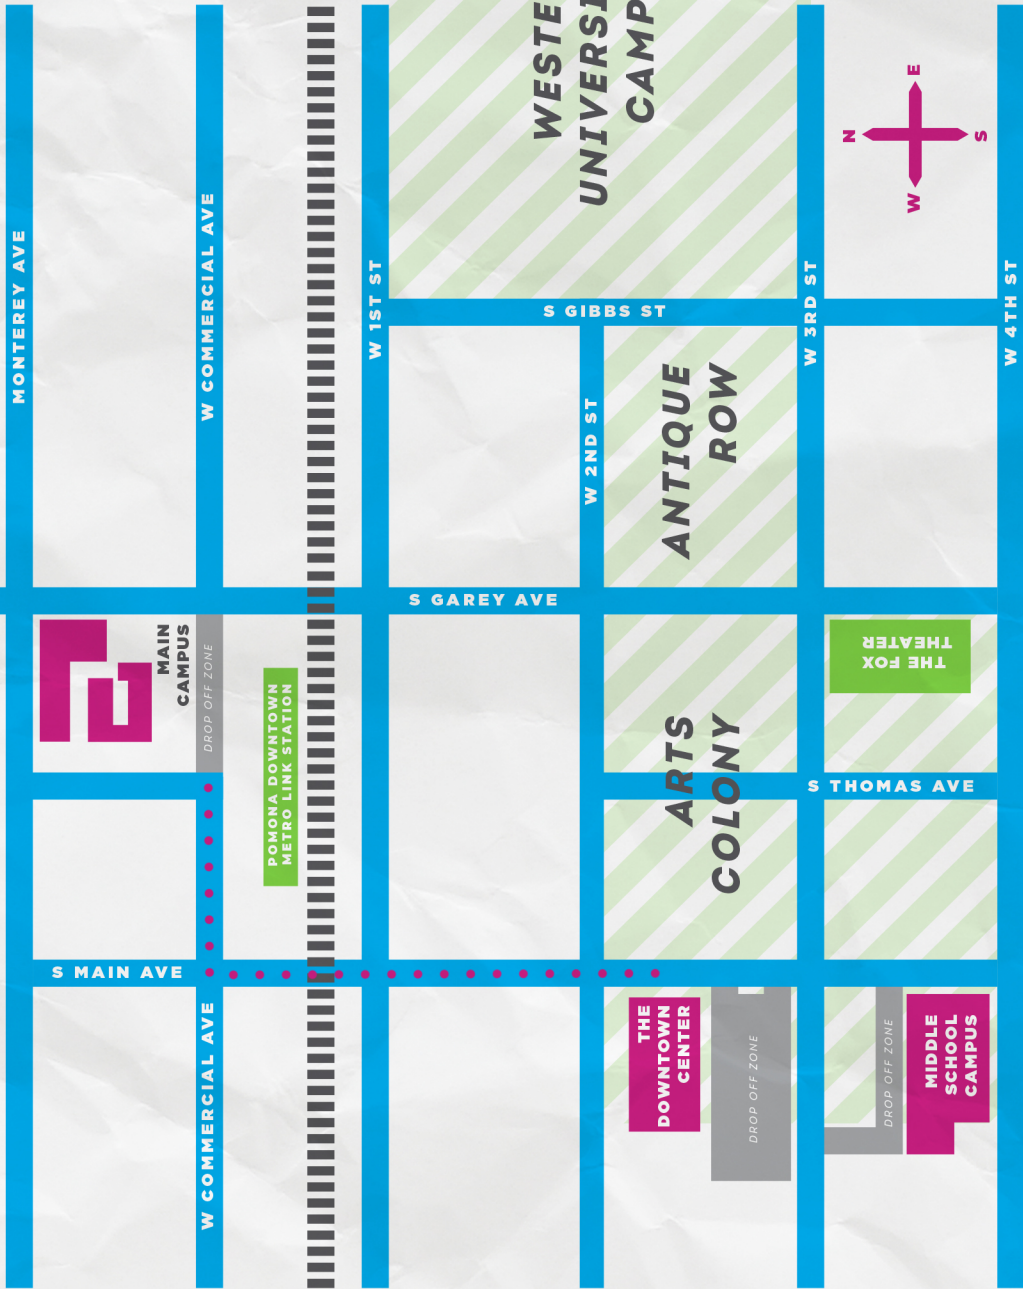 WESTE
UNIVERSI
CAMP
E
N
S
W
MONTEREY AVE
W COMMERCIAL AVE
W 1ST ST
S GIBBS ST
W 3RD ST
W 4TH ST
W 2ND ST
ANTIQUE
ROW
S GAREY AVE
MAIN
CAMPUS
DROP OFF ZONE
POMONA DOWNTOWN
METRO LINK STATION
THE FOX
THEATER
ARTS
COLONY
S THOMAS AVE
S MAIN AVE
W COMMERCIAL AVE
THE
DOWNTOWN
CENTER
DROP OFF ZONE
DROP OFF ZONE
MIDDLE
SCHOOL
CAMPUS